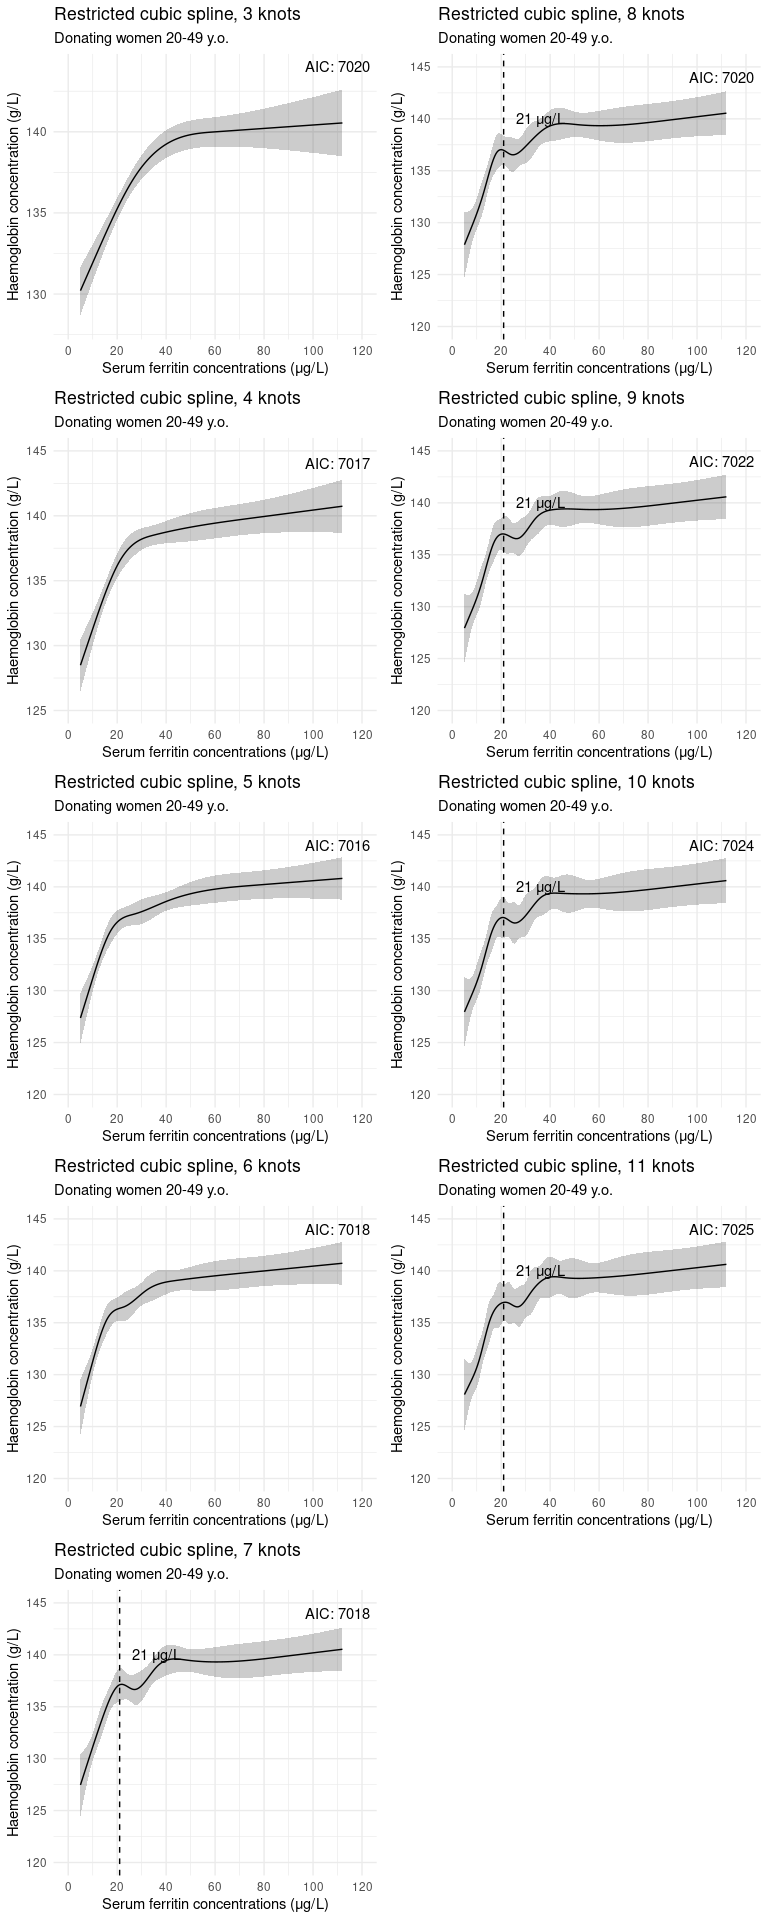 Restricted cubic spline, 3 knots
Donating women 20-49 y.o.
AIC: 7020
140
135
130
Haemoglobin concentration (g/L)
0 20 40 60 80 100 120
Serum ferritin concentrations (µg/L)
Restricted cubic spline, 8 knots
Donating women 20-49 y.o.
AIC: 7020
21 µg/L
145
140
135
130
125
120
Haemoglobin concentration (g/L)
0 20 40 60 80 100 120
Serum ferritin concentrations (µg/L)
Restricted cubic spline, 4 knots
Donating women 20-49 y.o.
AIC: 7017
145
140
135
130
125
Haemoglobin concentration (g/L)
0 20 40 60 80 100 120
Serum ferritin concentrations (µg/L)
Restricted cubic spline, 9 knots
Donating women 20-49 y.o.
AIC: 7022
21 µg/L
145
140
135
130
125
120
Haemoglobin concentration (g/L)
0 20 40 60 80 100 120
Serum ferritin concentrations (µg/L)
Restricted cubic spline, 5 knots
Donating women 20-49 y.o.
AIC: 7016
145
140
135
130
125
120
Haemoglobin concentration (g/L)
0 20 40 60 80 100 120
Serum ferritin concentrations (µg/L)
Restricted cubic spline, 10 knots
Donating women 20-49 y.o.
AIC: 7024
21 µg/L
145
140
135
130
125
120
Haemoglobin concentration (g/L)
0 20 40 60 80 100 120
Serum ferritin concentrations (µg/L)
Restricted cubic spline, 6 knots
Donating women 20-49 y.o.
AIC: 7018
145
140
135
130
125
120
Haemoglobin concentration (g/L)
0 20 40 60 80 100 120
Serum ferritin concentrations (µg/L)
Restricted cubic spline, 11 knots
Donating women 20-49 y.o.
AIC: 7025
21 µg/L
145
140
135
130
125
120
Haemoglobin concentration (g/L)
0 20 40 60 80 100 120
Serum ferritin concentrations (µg/L)
Restricted cubic spline, 7 knots
Donating women 20-49 y.o.
AIC: 7018
21 µg/L
145
140
135
130
125
120
Haemoglobin concentration (g/L)
0 20 40 60 80 100 120
Serum ferritin concentrations (µg/L)